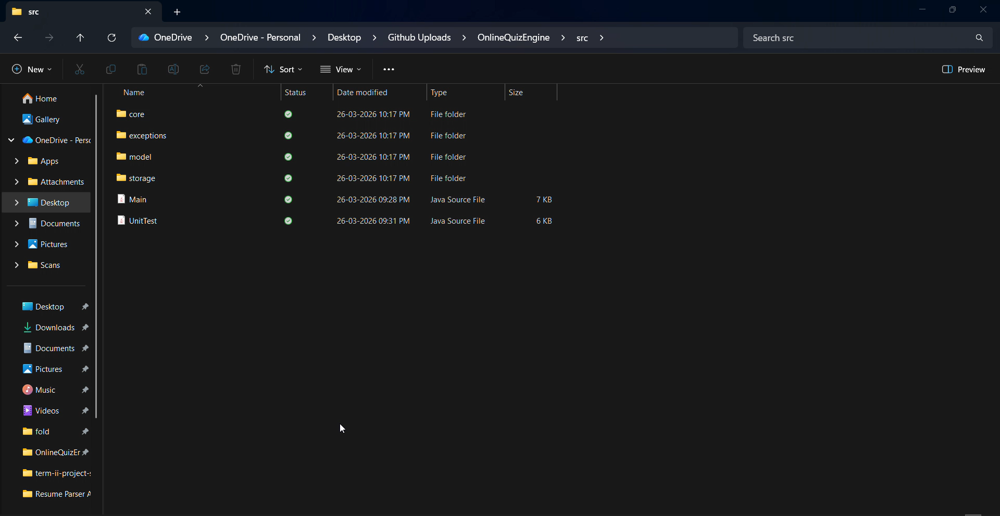 src
OneDrive > OneDrive - Personal > Desktop > Github Uploads > OnlineQuizEngine > src >
Search src
New
Sort
View
Preview
Name Status Date modified Type Size
core 26-03-2026 10:17 PM File folder
exceptions 26-03-2026 10:17 PM File folder
model 26-03-2026 10:17 PM File folder
storage 26-03-2026 10:17 PM File folder
Main 26-03-2026 09:28 PM Java Source File 7 KB
UnitTest 26-03-2026 09:31 PM Java Source File 6 KB
Home
Gallery
OneDrive - Perso
Apps
Attachments
Desktop
Documents
Pictures
Scans
Desktop
Downloads
Documents
Pictures
Music
Videos
fold
OnlineQuizEr
term-ii-project-s
Resume Parser A